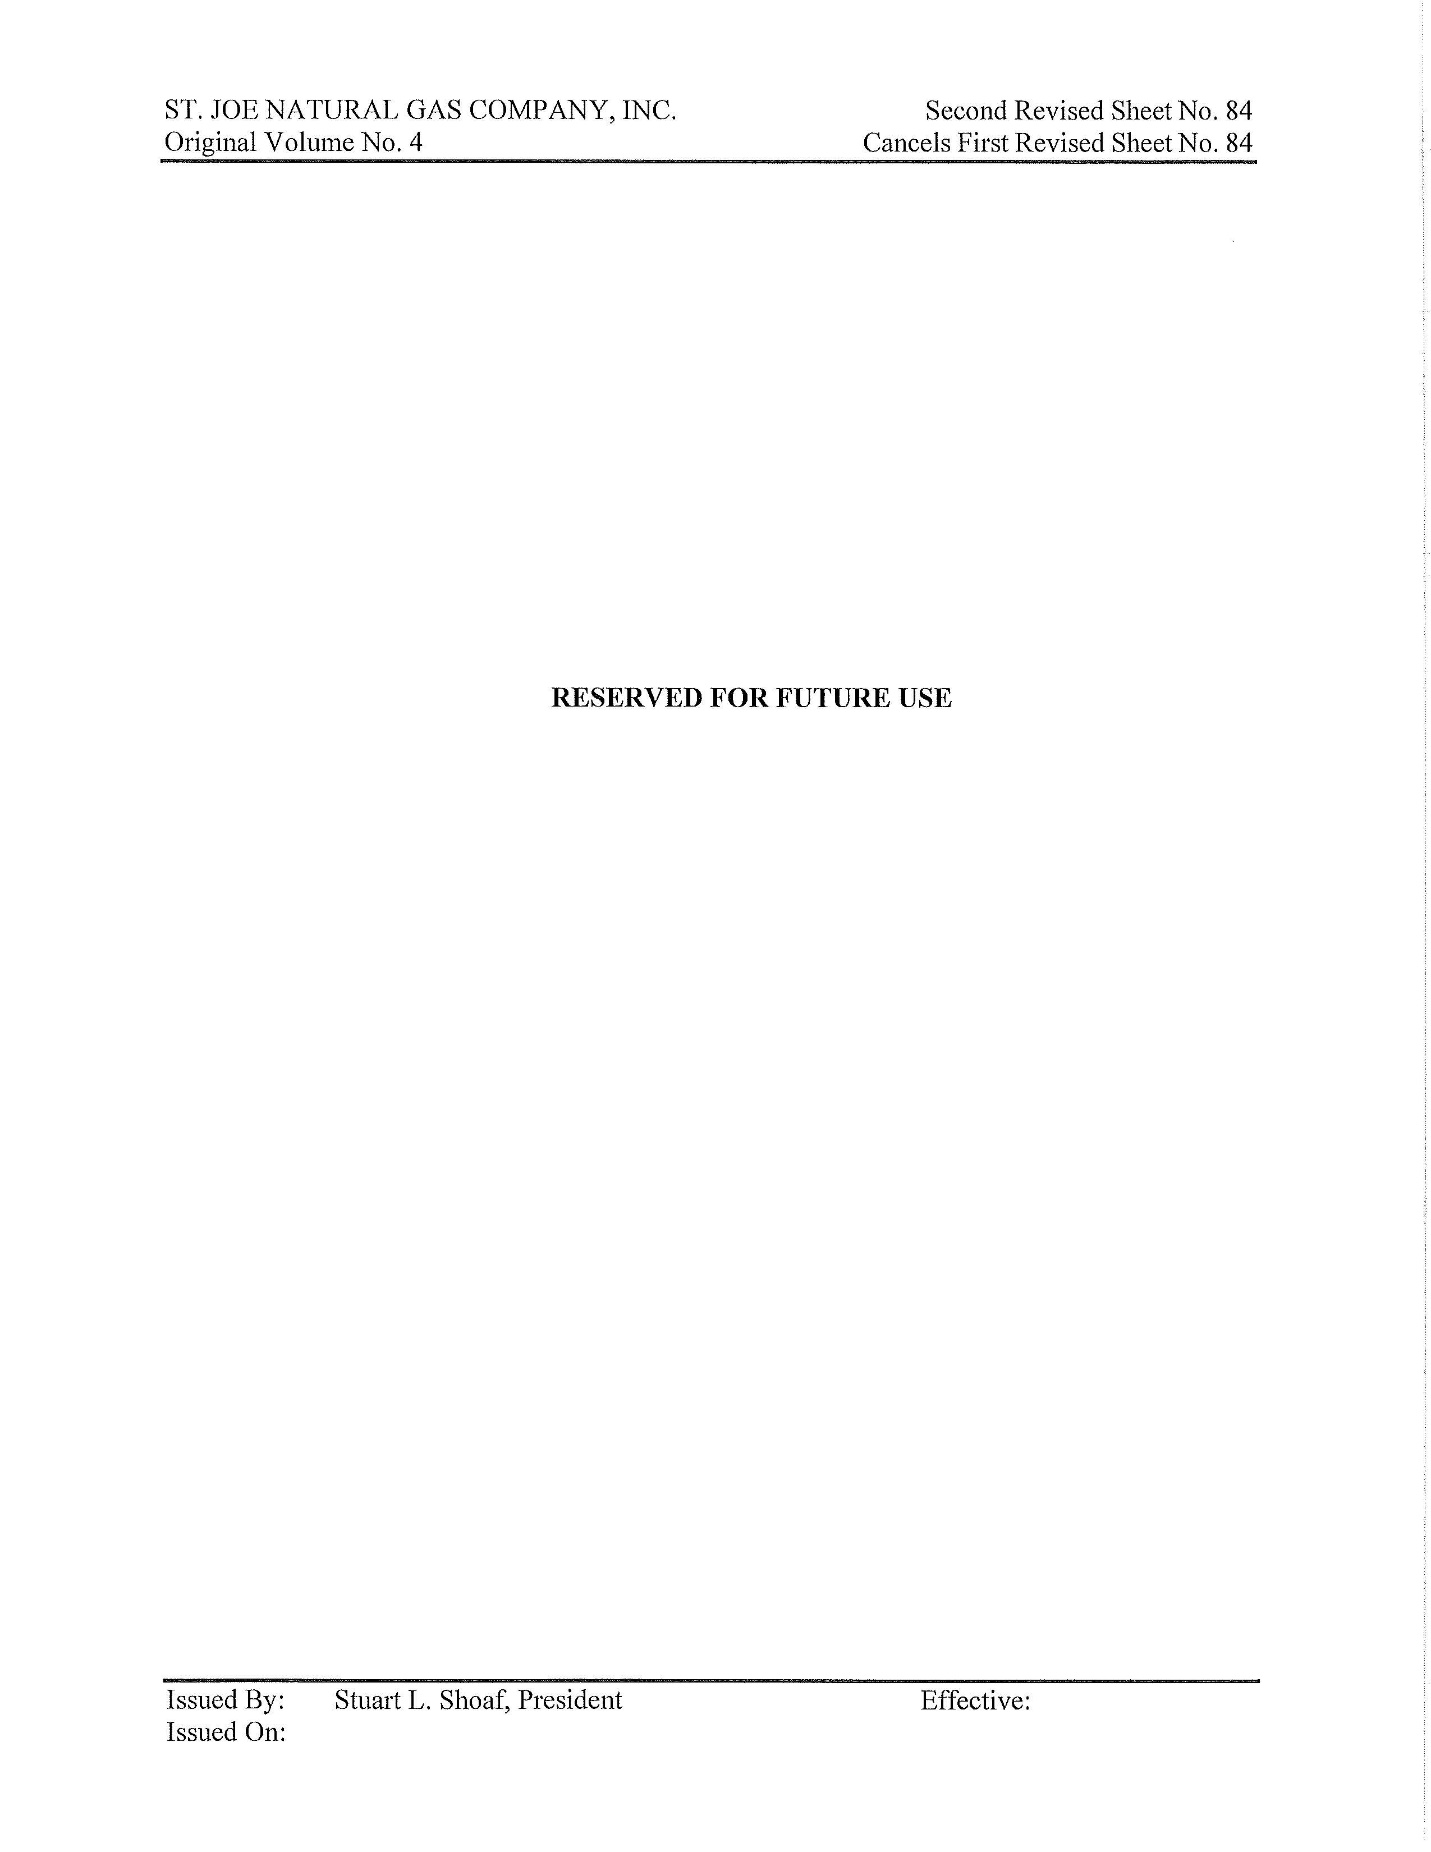 ST. JOE NATURAL GAS COMPANY, INC. Second Revised Sheet No. 84
Original Volume No. 4 Cancels First Revised Sheet No. 84
RESERVED FOR FUTURE USE
Issued By: Stuart L. Shoaf, President Effective:
Issued On: